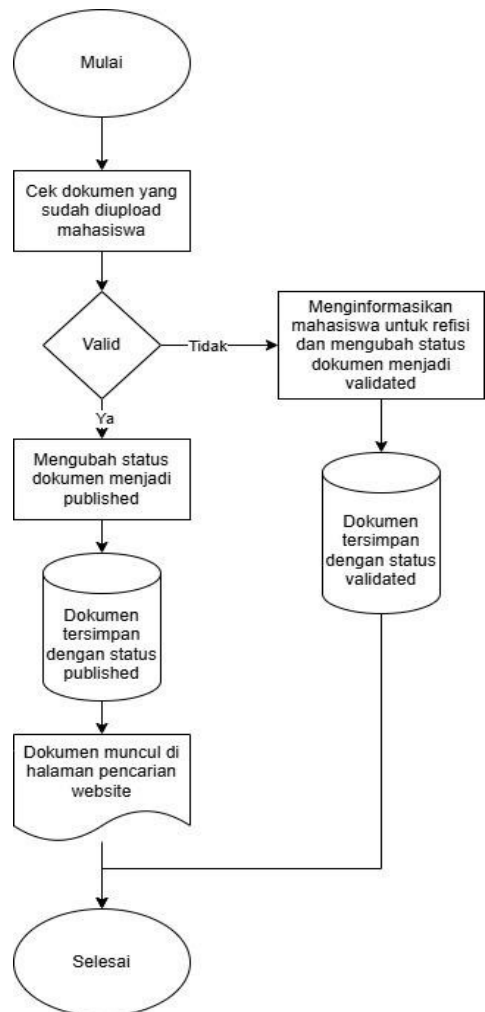 Mulai
Cek dokumen yang
sudah diupload
mahasiswa
Valid
Tidak
Menginformasikan
mahasiswa untuk refisi
dan mengubah status
dokumen menjadi
validated
Ya
Mengubah status
dokumen menjadi
published
Dokumen
tersimpan
dengan status
validated
Dokumen
tersimpan
dengan status
published
Dokumen muncul di
halaman pencarian
website
Selesai